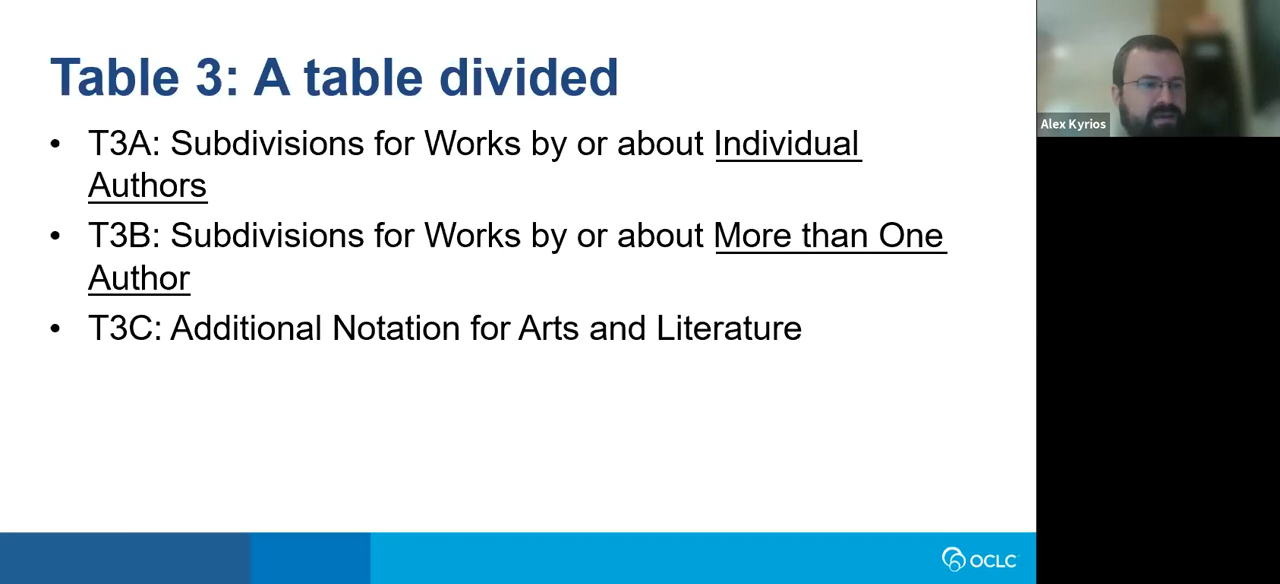 Table 3: A table divided
• T3A: Subdivisions for Works by or about Individual
Authors
• T3B: Subdivisions for Works by or about More than One
Author
• T3C: Additional Notation for Arts and Literature
Alex Kyrios
OCLC